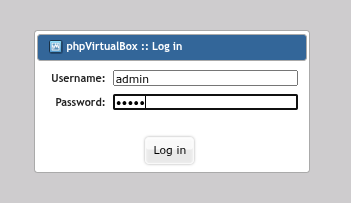 phpVirtualBox :: Log in
Username: admin
Password: •••••
Log in